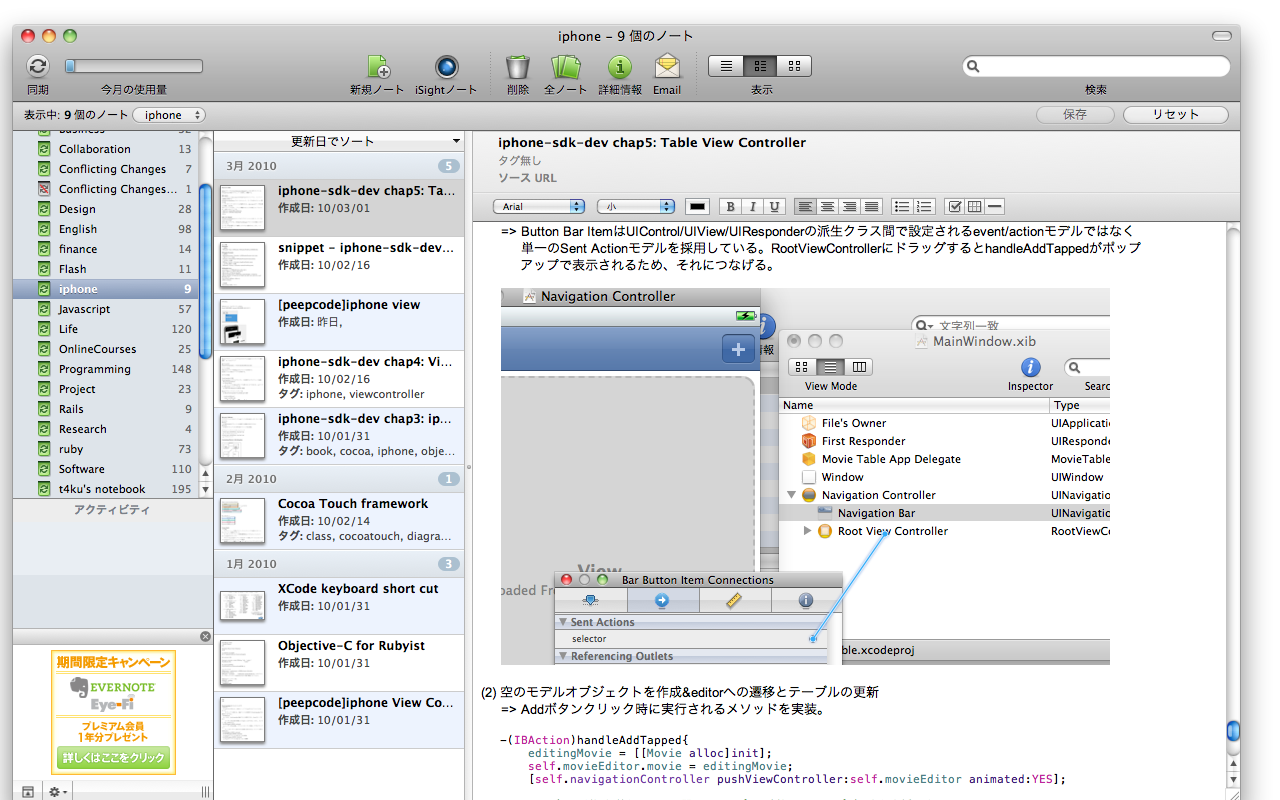 iphone – 9 個のノート
同期
今月の使用量
新規ノート
iSightノート
削除
全ノート
詳細情報
Email
表示
検索
表示中: 9 個のノート
iphone
保存
リセット
Business 32
Collaboration 13
Conflicting Changes 7
Conflicting Changes... 1
Design 28
English 98
finance 14
Flash 11
iphone 9
Javascript 57
Life 120
OnlineCourses 25
Programming 148
Project 23
Rails 9
Research 4
ruby 73
Software 110
t4ku's notebook 195
アクティビティ
期間限定キャンペーン
EVERNOTE
Eye-Fi
プレミアム会員
1年分プレゼント
詳しくはここをクリック
更新日でソート
3月 2010 5
iphone-sdk-dev chap5: Ta...
作成日: 10/03/01
snippet – iphone-sdk-dev...
作成日: 10/02/16
[peepcode]iphone view
作成日: 昨日,
iphone-sdk-dev chap4: Vi...
作成日: 10/02/16
タグ: iphone, viewcontroller
iphone-sdk-dev chap3: ip...
作成日: 10/01/31
タグ: book, cocoa, iphone, obje...
2月 2010 1
Cocoa Touch framework
作成日: 10/02/14
タグ: class, cocoatouch, diagra...
1月 2010 3
XCode keyboard short cut
作成日: 10/01/31
Objective-C for Rubyist
作成日: 10/01/31
[peepcode]iphone View Co...
作成日: 10/01/31
iphone-sdk-dev chap5: Table View Controller
タグ無し
ソース URL
Arial
小
B I U
=> Button Bar ItemはUIControl/UIView/UIResponderの派生クラス間で設定されるevent/actionモデルではなく
単一のSent Actionモデルを採用している。RootViewControllerにドラッグするとhandleAddTappedがポップ
アップで表示されるため、それにつなげる。
Navigation Controller
文字列一致
情報
MainWindow.xib
View Mode
Inspector
Searc
Name Type
File's Owner UIApplicatio
First Responder UIResponde
Movie Table App Delegate MovieTable
Window UIWindow
Navigation Controller UINavigatio
Navigation Bar UINavigatio
Root View Controller RootViewCo
View
oaded Fr
Bar Button Item Connections
Sent Actions
selector
Referencing Outlets
ble.xcodeproj
(2) 空のモデルオブジェクトを作成&editorへの遷移とテーブルの更新
=> Addボタンクリック時に実行されるメソッドを実装。
-(IBAction)handleAddTapped{
editingMovie = [[Movie alloc]init];
self.movieEditor.movie = editingMovie;
[self.navigationController pushViewController:self.movieEditor animated:YES];